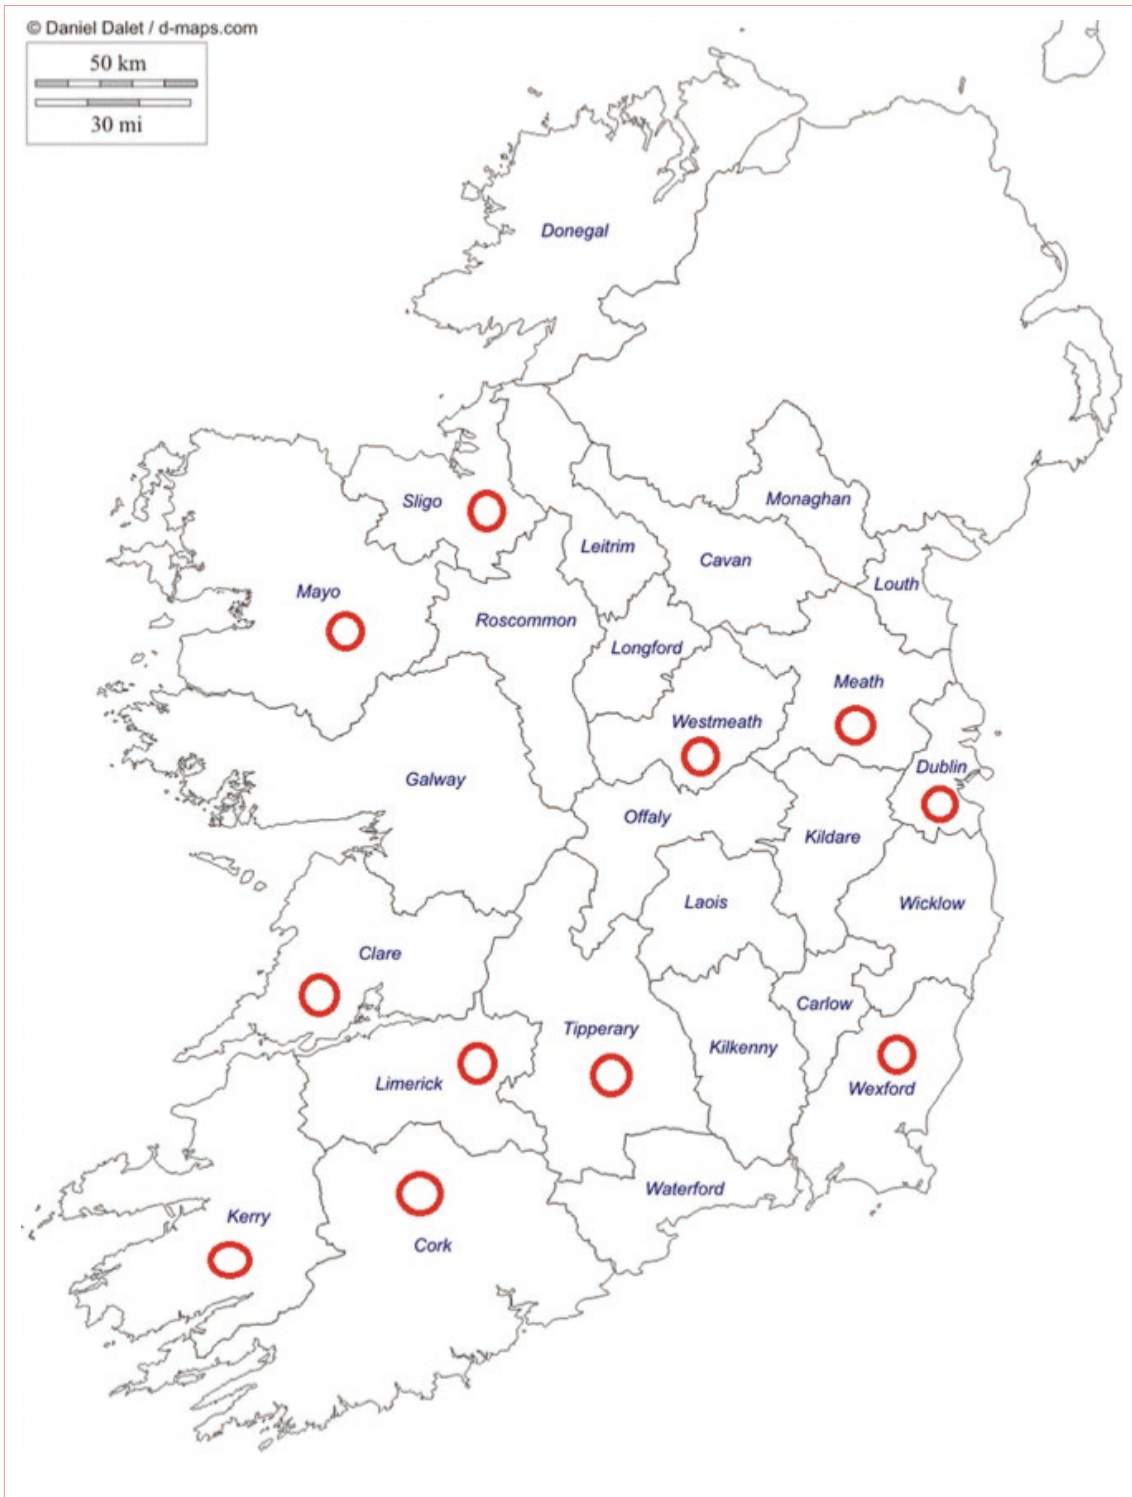 © Daniel Dalet / d-maps.com
50 km
30 mi
Donegal
Monaghan
Sligo
Leitrim
Cavan
Louth
Mayo
Roscommon
Longford
Meath
Westmeath
Dublin
Galway
Offaly
Kildare
Laois
Wicklow
Clare
Carlow
Tipperary
Kilkenny
Limerick
Wexford
Waterford
Kerry
Cork